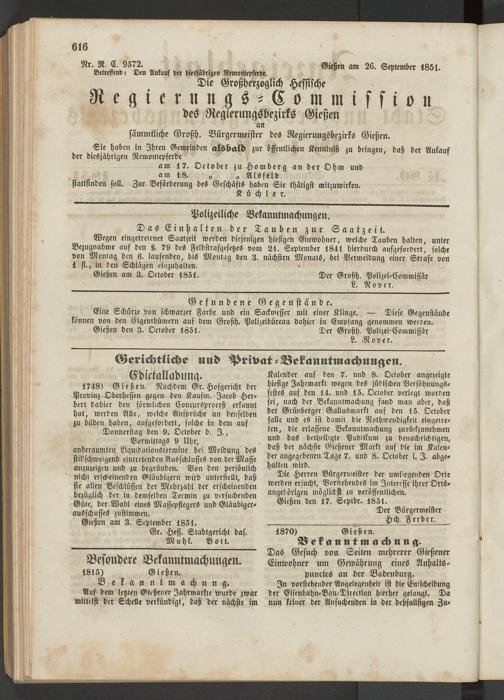 616
Nr. R. C. 9572.
Gießen am 26. September 1851.
Betreffend: Den Ankauf der diesjährigen Remontepferde.
Die Großherzoglich Hessische
Regierungs-Commission
des Regierungsbezirks Gießen
an
sämmtliche Großh. Bürgermeister des Regierungsbezirks Gießen.
Sie haben in Ihren Gemeinden alsbald zur öffentlichen Kenntniß zu bringen, daß der Ankauf
der diesjährigen Remontepferde
am 17. October zu Homberg an der Ohm und
am 18. „ „ Alsfeld
stattfinden soll. Zur Beförderung des Geschäfts haben Sie thätigst mitzuwirken.
Küchler.
Polizeiliche Bekanntmachungen.
Das Einhalten der Tauben zur Saatzeit.
Wegen eingetretener Saatzeit werden diejenigen hiesigen Einwohner, welche Tauben halten, unter
Bezugnahme auf den § 79 des Feldstrafgesetzes vom 21. September 1841 hierdurch aufgefordert, solche
von Montag den 6. laufenden, bis Montag den 3. nächsten Monats, bei Vermeidung einer Strafe von
1 fl., in den Schlägen einzuhalten.
Gießen am 3. October 1851.
Der Großh. Polizei-Commissär
L. Nover.
Gefundene Gegenstände.
Eine Schürze von schwarzer Farbe und ein Sackmesser mit einer Klinge. — Diese Gegenstände
können von den Eigenthümern auf dem Großh. Polizeibüreau dahier in Empfang genommen werden.
Gießen den 3. October 1851.
Der Großh. Polizei-Commissär
L. Nover.
Gerichtliche und Privat-Bekanntmachungen.
Edictalladung.
1748) Gießen. Nachdem Gr. Hofgericht der
Provinz Oberhessen gegen den Kaufm. Jacob Her-
bert dahier den förmlichen Concursproceß erkannt
hat, werden Alle, welche Ansprüche an denselben
zu bilden haben, aufgefordert, solche in dem auf
Donnerstag den 9. October d. J.,
Vormittags 9 Uhr,
anberaumten Liquidationstermine bei Meidung des
stillschweigend eintretenden Ausschlusses von der Masse
anzuzeigen und zu begründen. Von den persönlich
nicht erscheinenden Gläubigern wird unterstellt, daß
sie allen Beschlüssen der Mehrzahl der erscheinenden
bezüglich der in demselben Termin zu versuchenden
Güte, der Wahl eines Massepflegers und Gläubiger-
ausschusses zustimmen.
Gießen am 3. September 1851.
Gr. Hess. Stadtgericht das.
Muhl. Bott.
Besondere Bekanntmachungen.
1815) Gießen.
Bekanntmachung.
Auf dem letzten Gießener Jahrmarkte wurde zwar
mittelst der Schelle verkündigt, daß der nächste im
Kalender auf den 7. und 8. October angezeigte
hiesige Jahrmarkt wegen des jüdischen Versöhnungs-
festes auf den 14. und 15. October verlegt worden
sei, nach der Bekanntmachung fand man aber, daß
der Grünberger Gallusmarkt auf den 15. October
falle und es ist damit die Nothwendigkeit eingetre-
ten, die erlassene Bekanntmachung zurückzunehmen
und das betheiligte Publikum zu benachrichtigen,
daß der nächste Gießener Markt auf die im Kalen-
der angegebenen Tage 7. und 8. October l. J. abge-
halten wird.
Die Herren Bürgermeister der umliegenden Orte
werden ersucht, Vorstehendes im Interesse ihrer Orts-
angehörigen möglichst zu veröffentlichen.
Gießen den 17. Septbr. 1851.
Der Bürgermeister
Hch. Ferber.
1870) Gießen.
Bekanntmachung.
Das Gesuch von Seiten mehrerer Gießener
Einwohner um Gewährung eines Anhalts-
punctes an der Badenburg.
In vorstehender Angelegenheit ist die Entscheidung
der Eisenbahn-Bau-Direction hierher gelangt. Da
nun keiner der Ansuchenden in der desfallsigen Zu-